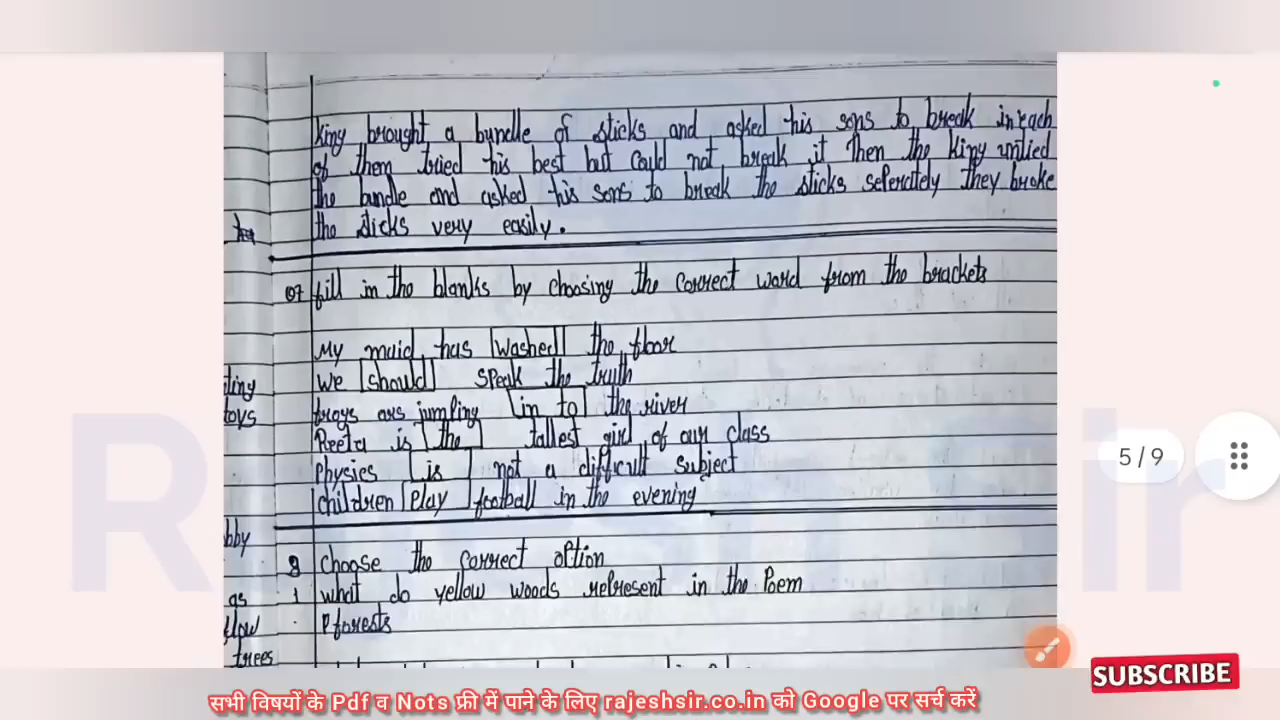 King brought a bundle of sticks and asked his sons to break in each
of them tried his best but could not break it Then the king untied
the bundle and asked his sons to break the sticks seperately They broke
the sticks very easily.
07 fill in the blanks by choosing the correct word from the brackets
My maid has washed the floor
We should speak the truth
frogs are jumping in to the river
Reeta is the tallest girl of our class
Physics is not a difficult subject
children Play football in the evening
8 choose the correct option
1 what do yellow woods represent in the Poem
forests
ting
toys
bby
as
trees
5 / 9
SUBSCRIBE
सभी विषयों के Pdf व Nots फ्री में पाने के लिए rajeshsir.co.in को Google पर सर्च करें